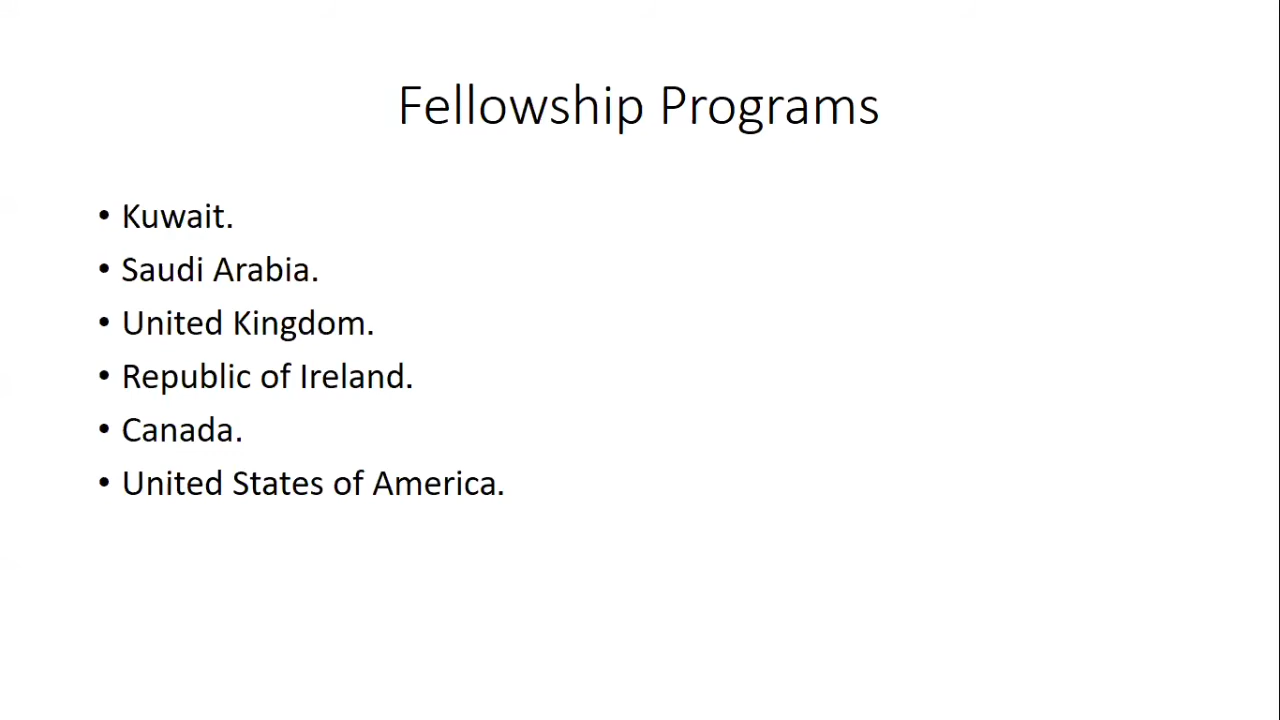 Fellowship Programs
• Kuwait.
• Saudi Arabia.
• United Kingdom.
• Republic of Ireland.
• Canada.
• United States of America.